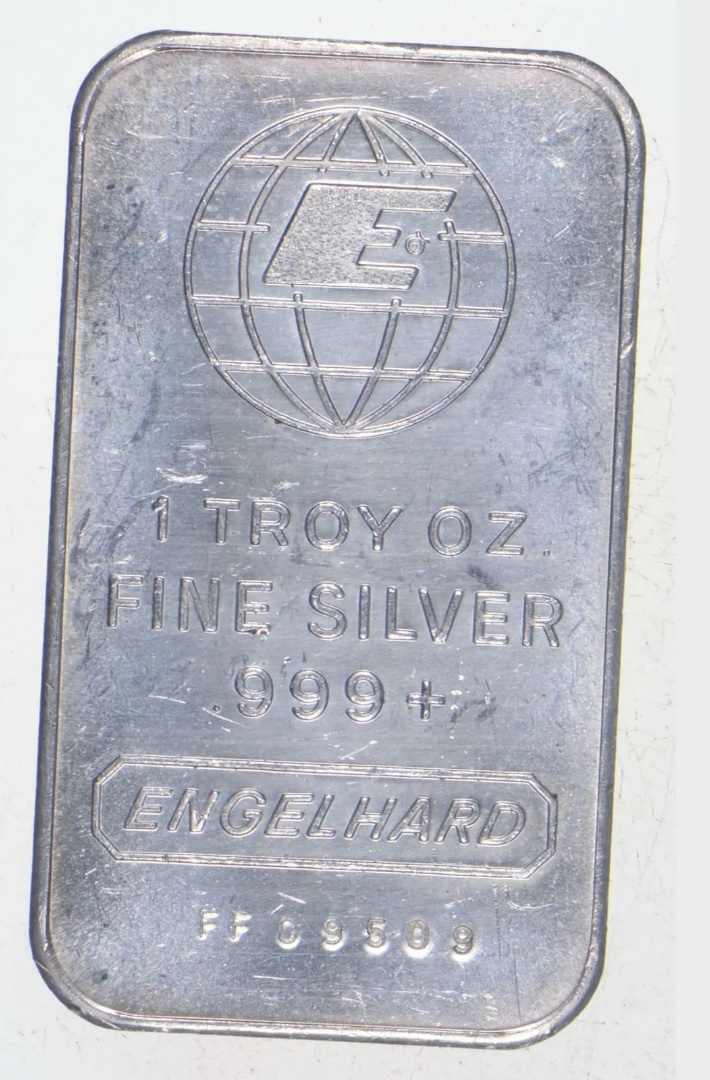 E
1 TROY OZ.
FINE SILVER
.999+
ENGELHARD
FF 09509